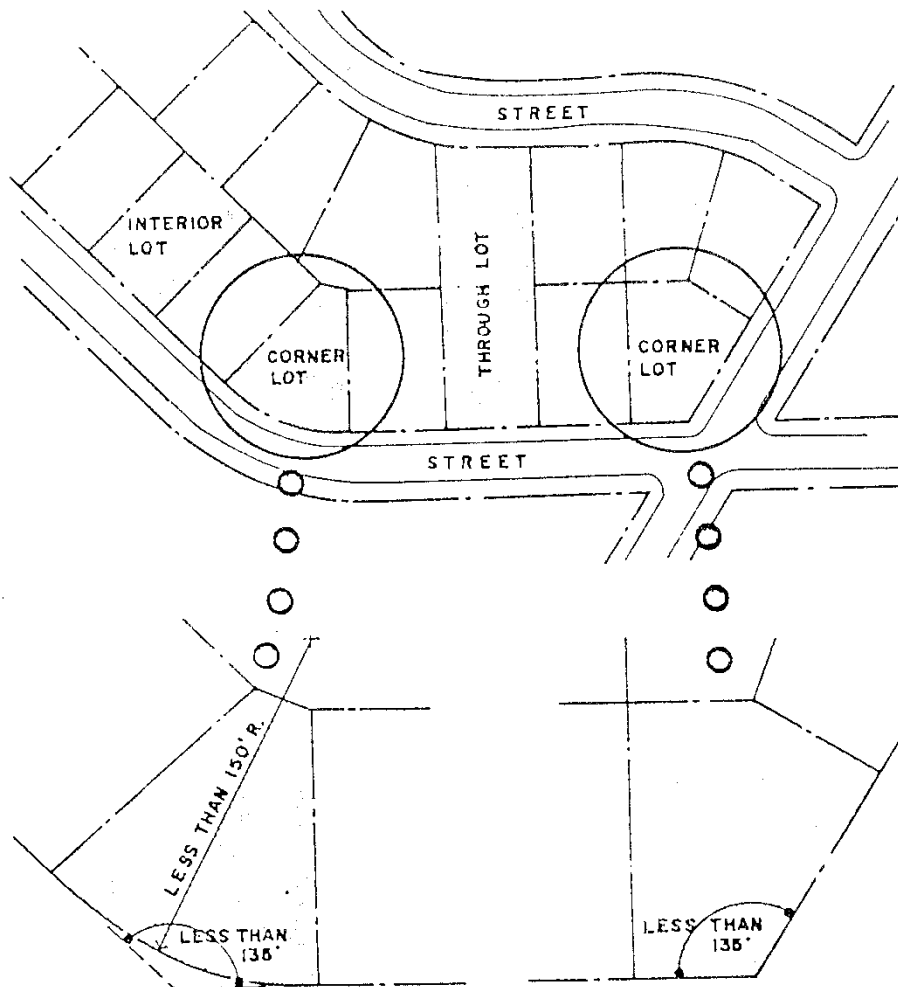 STREET
INTERIOR
LOT
THROUGH LOT
CORNER
LOT
CORNER
LOT
STREET
LESS THAN 150' R.
LESS THAN
135°
LESS THAN
135°